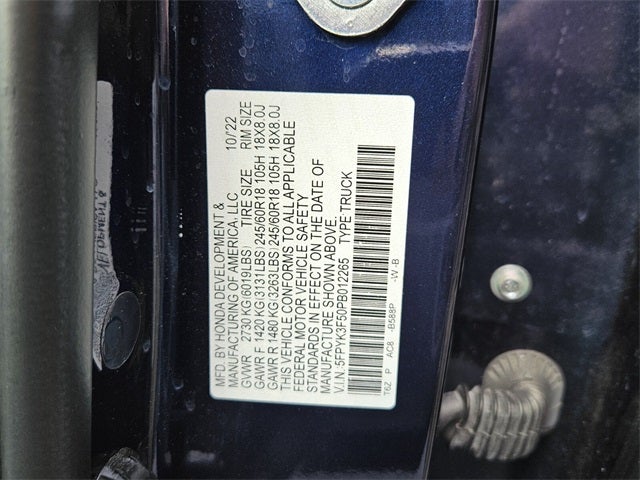 MFD. BY HONDA DEVELOPMENT &
MANUFACTURING OF AMERICA, LLC 10/'22
GVWR 2730 KG(6019LBS) TIRE SIZE RIM SIZE
GAWR F 1420 KG(3131LBS)245/60R18 105H 18X8.0J
GAWR R 1480 KG(3263LBS)245/60R18 105H 18X8.0J
THIS VEHICLE CONFORMS TO ALL APPLICABLE
FEDERAL MOTOR VEHICLE SAFETY
STANDARDS IN EFFECT ON THE DATE OF
MANUFACTURE SHOWN ABOVE.
V.I.N. 5FPYK3F50PB012265 TYPE TRUCK
T6Z P AC8 -B588P -W-B